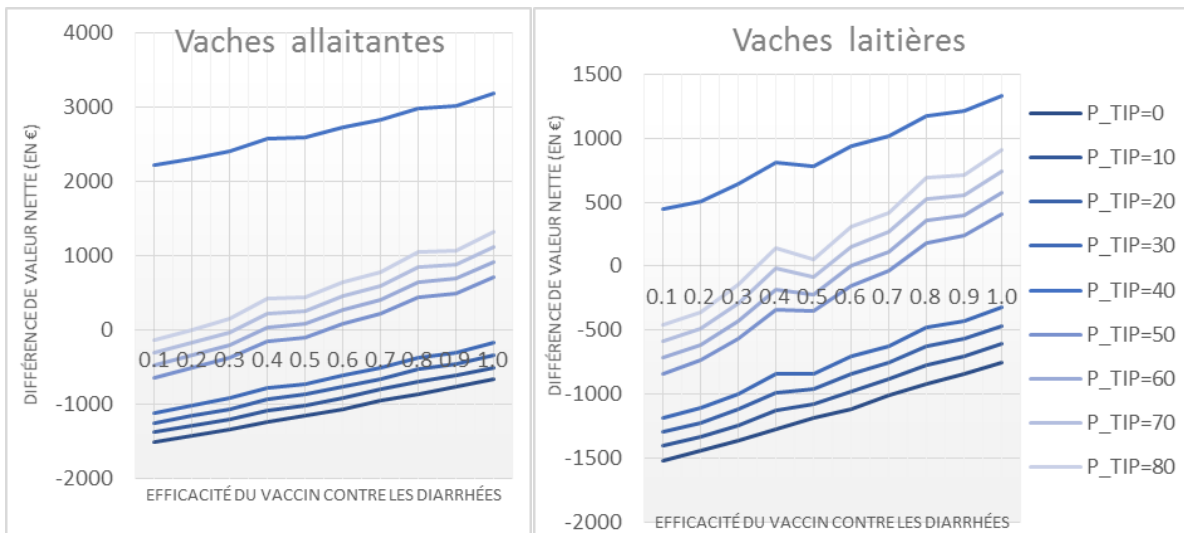 Vaches allaitantes
DIFFÉRENCE DE VALEUR NETTE (EN €)
4000
3000
2000
1000
0
-1000
-2000
0.1 0.2 0.3 0.4 0.5 0.6 0.7 0.8 0.9 1.0
EFFICACITÉ DU VACCIN CONTRE LES DIARRHÉES
Vaches laitières
DIFFÉRENCE DE VALEUR NETTE (EN €)
1500
1000
500
0
-500
-1000
-1500
-2000
0.1 0.2 0.3 0.4 0.5 0.6 0.7 0.8 0.9 1.0
EFFICACITÉ DU VACCIN CONTRE LES DIARRHÉES
P_TIP=0
P_TIP=10
P_TIP=20
P_TIP=30
P_TIP=40
P_TIP=50
P_TIP=60
P_TIP=70
P_TIP=80